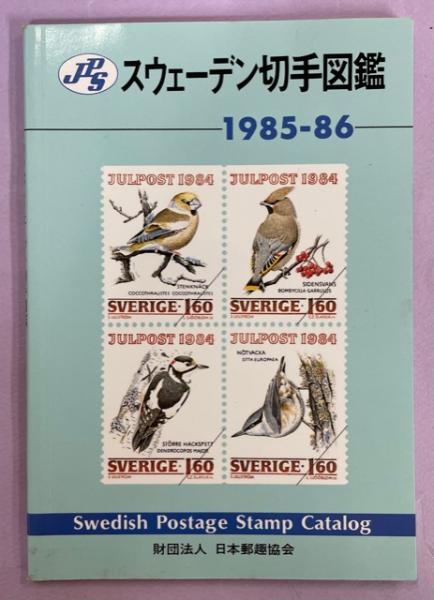 JPS
スウェーデン切手図鑑
1985-86
JULPOST 1984
STENKNÄCK
COCCOTHRAUSTES COCCOTHRAUSTES
SVERIGE·1.60
JULPOST 1984
SIDENSVANS
BOMBYCILLA GARRULUS
SVERIGE·1.60
JULPOST 1984
STÖRRE HACKSPETT
DENDROCOPOS MAJOR
SVERIGE·1.60
JULPOST 1984
NÖTVÄCKA
SITTA EUROPAEA
SVERIGE·1.60
Swedish Postage Stamp Catalog
財団法人 日本郵趣協会